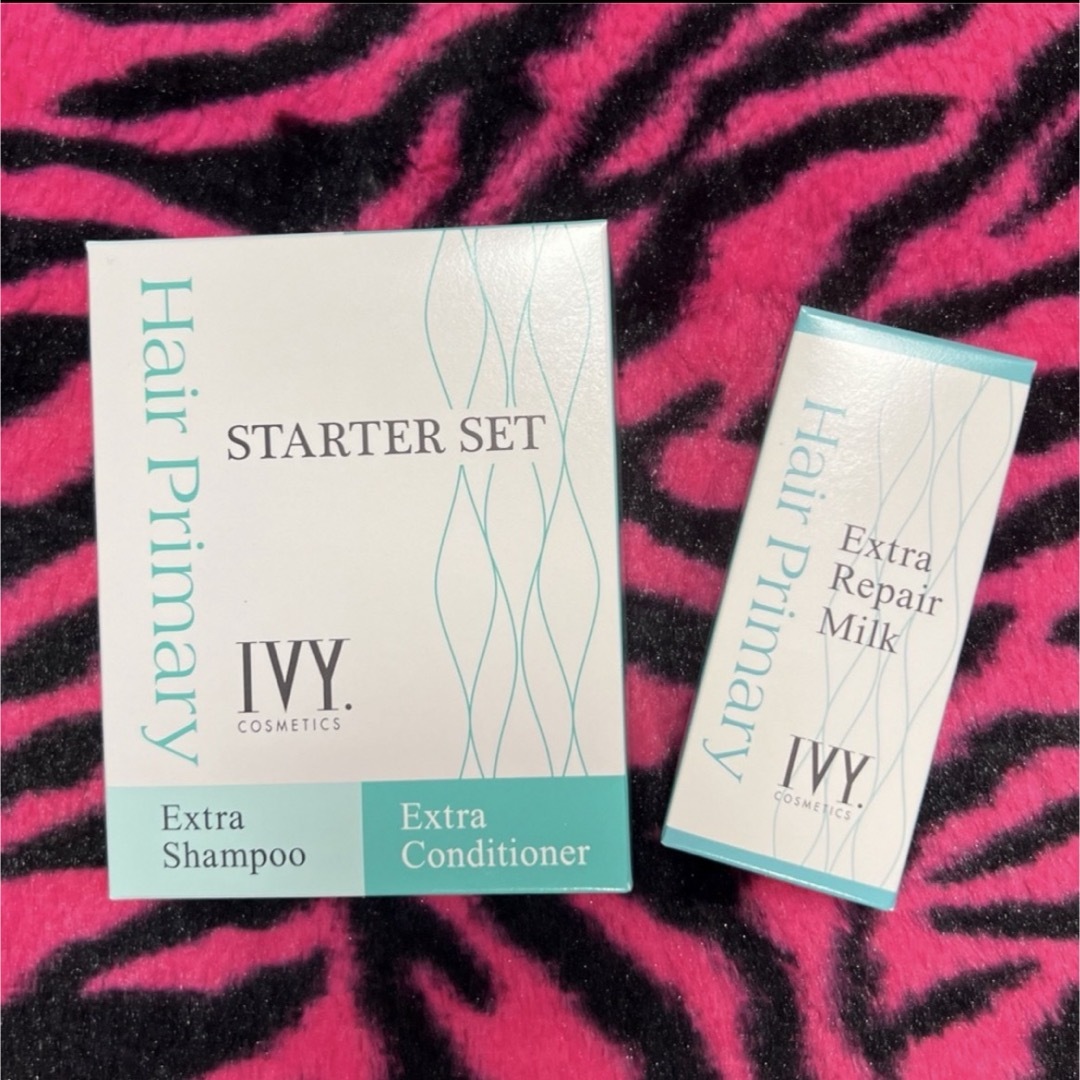 Hair Primary
STARTER SET
IVY.
COSMETICS
Extra
Shampoo
Extra
Conditioner
Hair Primary
Extra
Repair
Milk
IVY.
COSMETICS